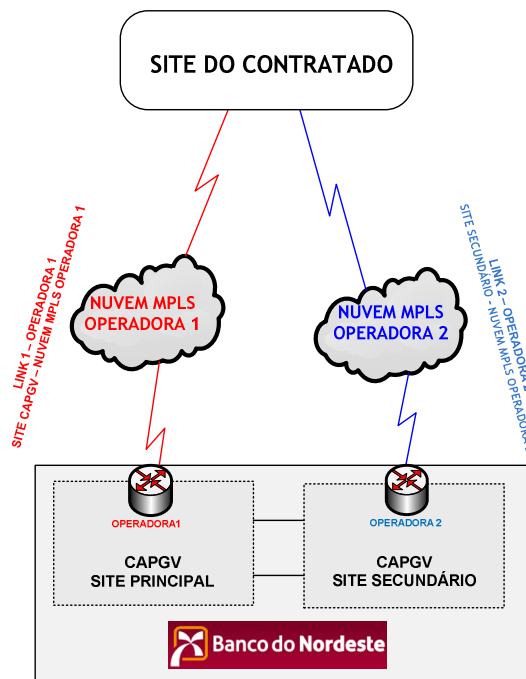 SITE DO CONTRATADO
LINK 1 – OPERADORA 1
SITE CAPGV – NUVEM MPLS OPERADORA 1
NUVEM MPLS
OPERADORA 1
NUVEM MPLS
OPERADORA 2
LINK 2 – OPERADORA 2
SITE SECUNDÁRIO – NUVEM MPLS OPERADORA
OPERADORA1
OPERADORA 2
CAPGV
SITE PRINCIPAL
CAPGV
SITE SECUNDÁRIO
Banco do Nordeste